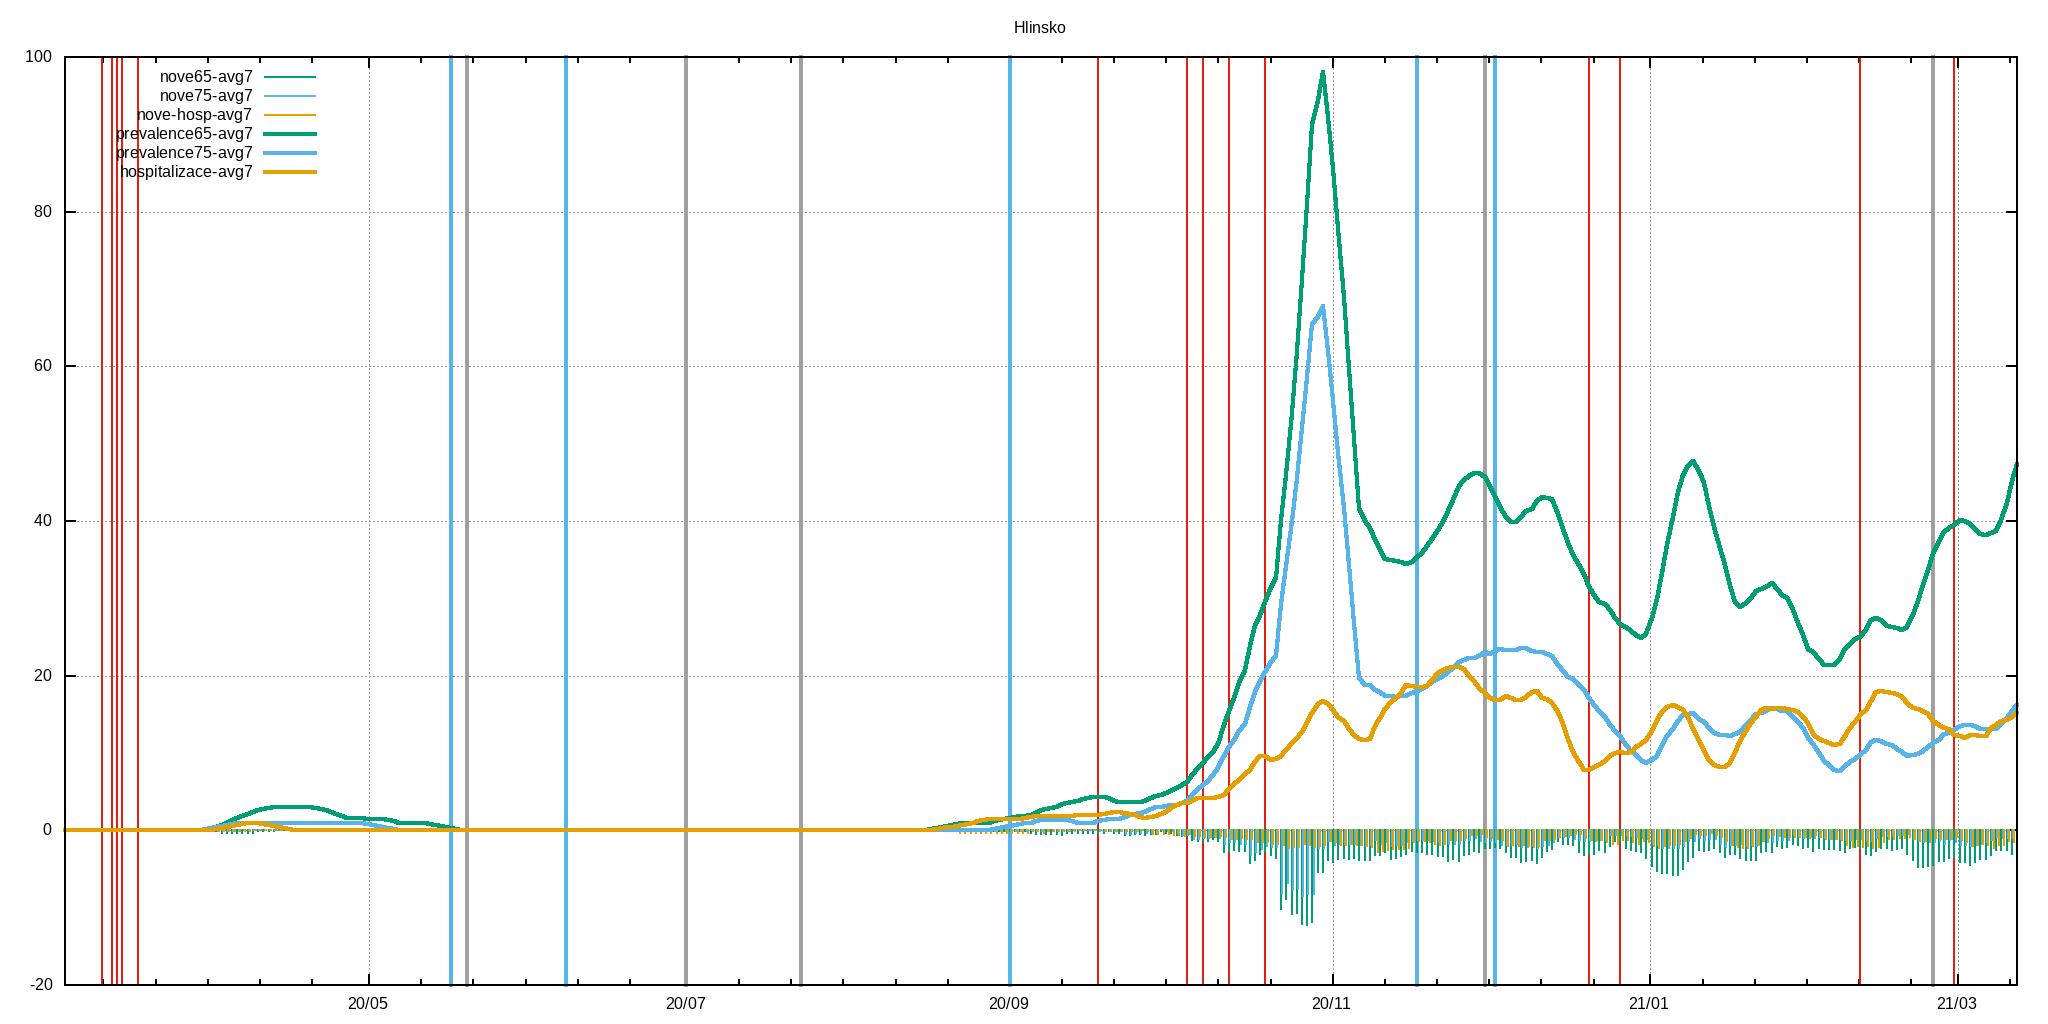 Hlinsko
100
80
60
40
20
0
-20
nove65-avg7
nove75-avg7
nove-hosp-avg7
prevalence65-avg7
prevalence75-avg7
hospitalizace-avg7
20/05
20/07
20/09
20/11
21/01
21/03